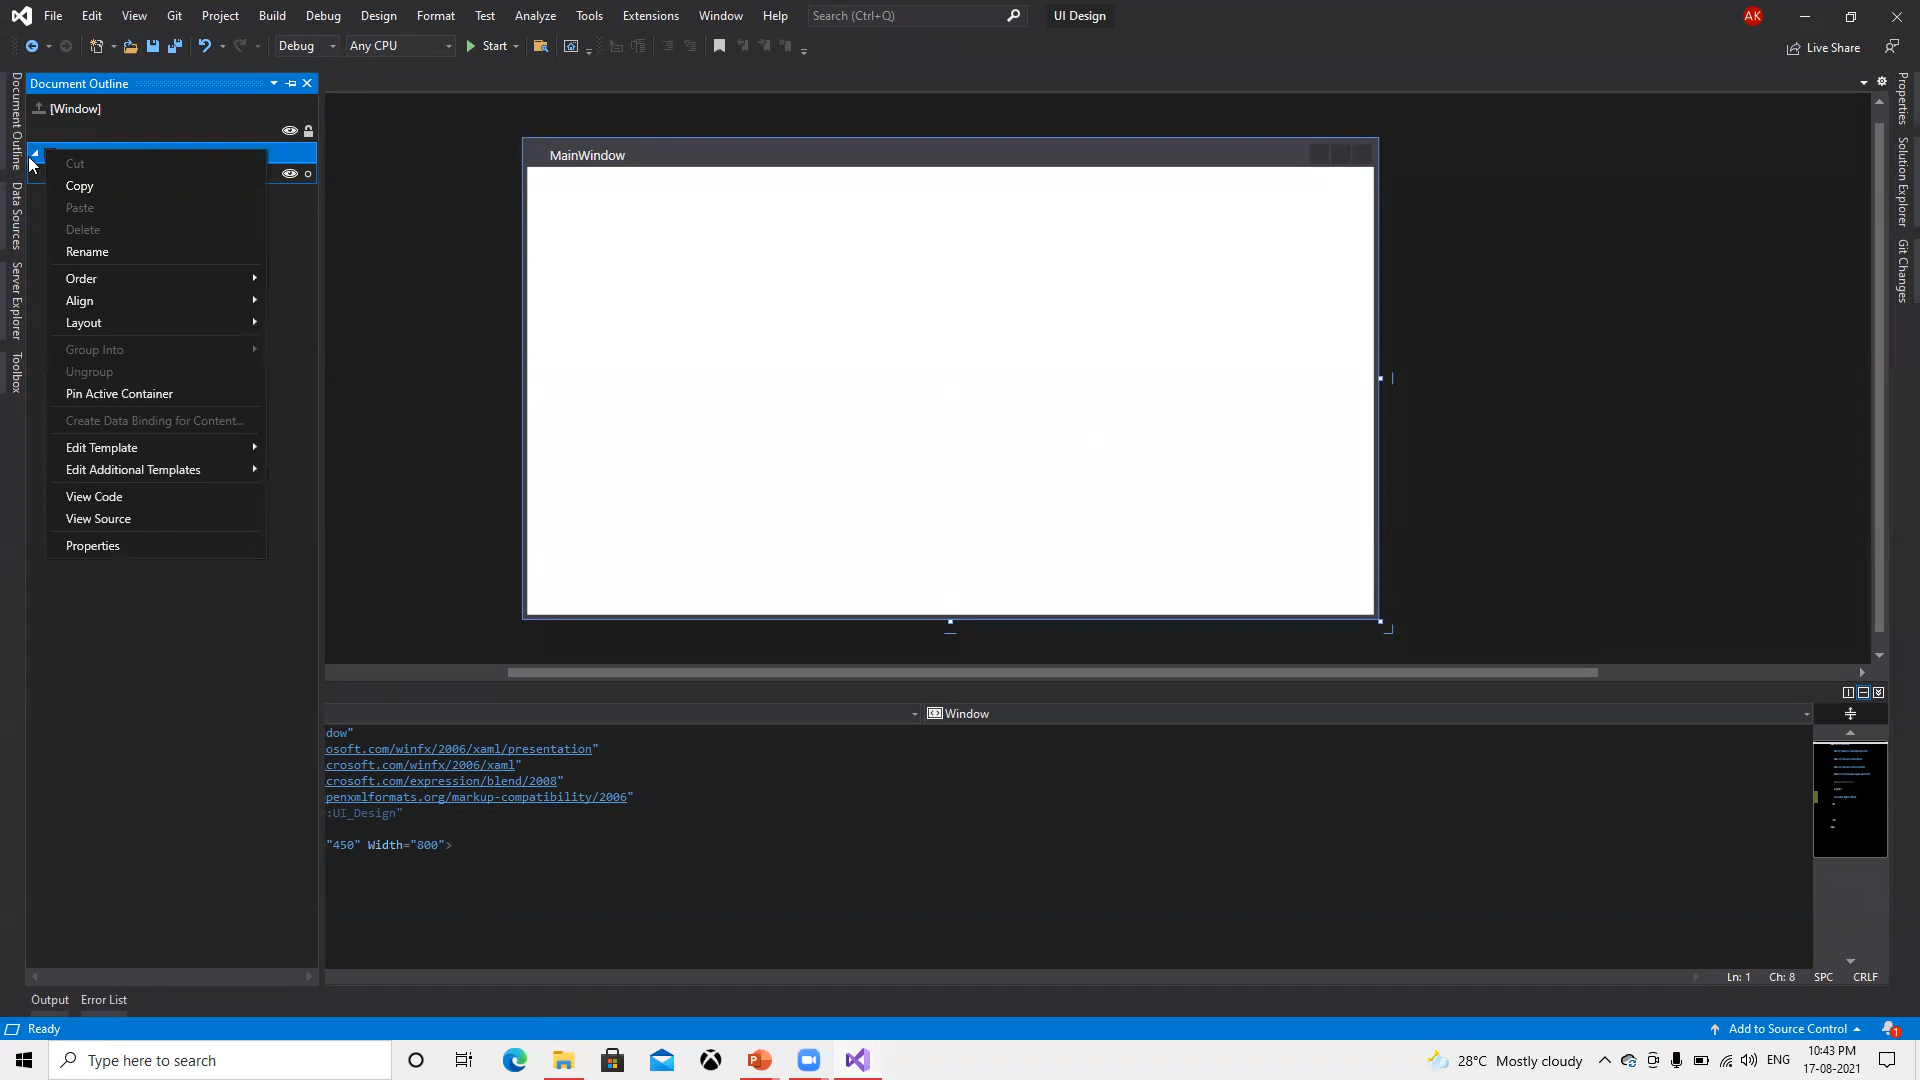 File Edit View Git Project Build Debug Design Format Test Analyze Tools Extensions Window Help Search (Ctrl+Q) UI Design AK
Debug Any CPU Start Live Share
Document Outline
[Window]
Cut
Copy
Paste
Delete
Rename
Order
Align
Layout
Group Into
Ungroup
Pin Active Container
Create Data Binding for Content...
Edit Template
Edit Additional Templates
View Code
View Source
Properties
Document Outline
Data Sources
Server Explorer
Toolbox
MainWindow
Properties
Solution Explorer
Git Changes
Window
dow"
osoft.com/winfx/2006/xaml/presentation"
crosoft.com/winfx/2006/xaml"
crosoft.com/expression/blend/2008"
penxmlformats.org/markup-compatibility/2006"
:UI_Design"
"450" Width="800">
Ln: 1 Ch: 8 SPC CRLF
Output Error List
Ready Add to Source Control 1
Type here to search 28°C Mostly cloudy ENG 10:43 PM
17-08-2021